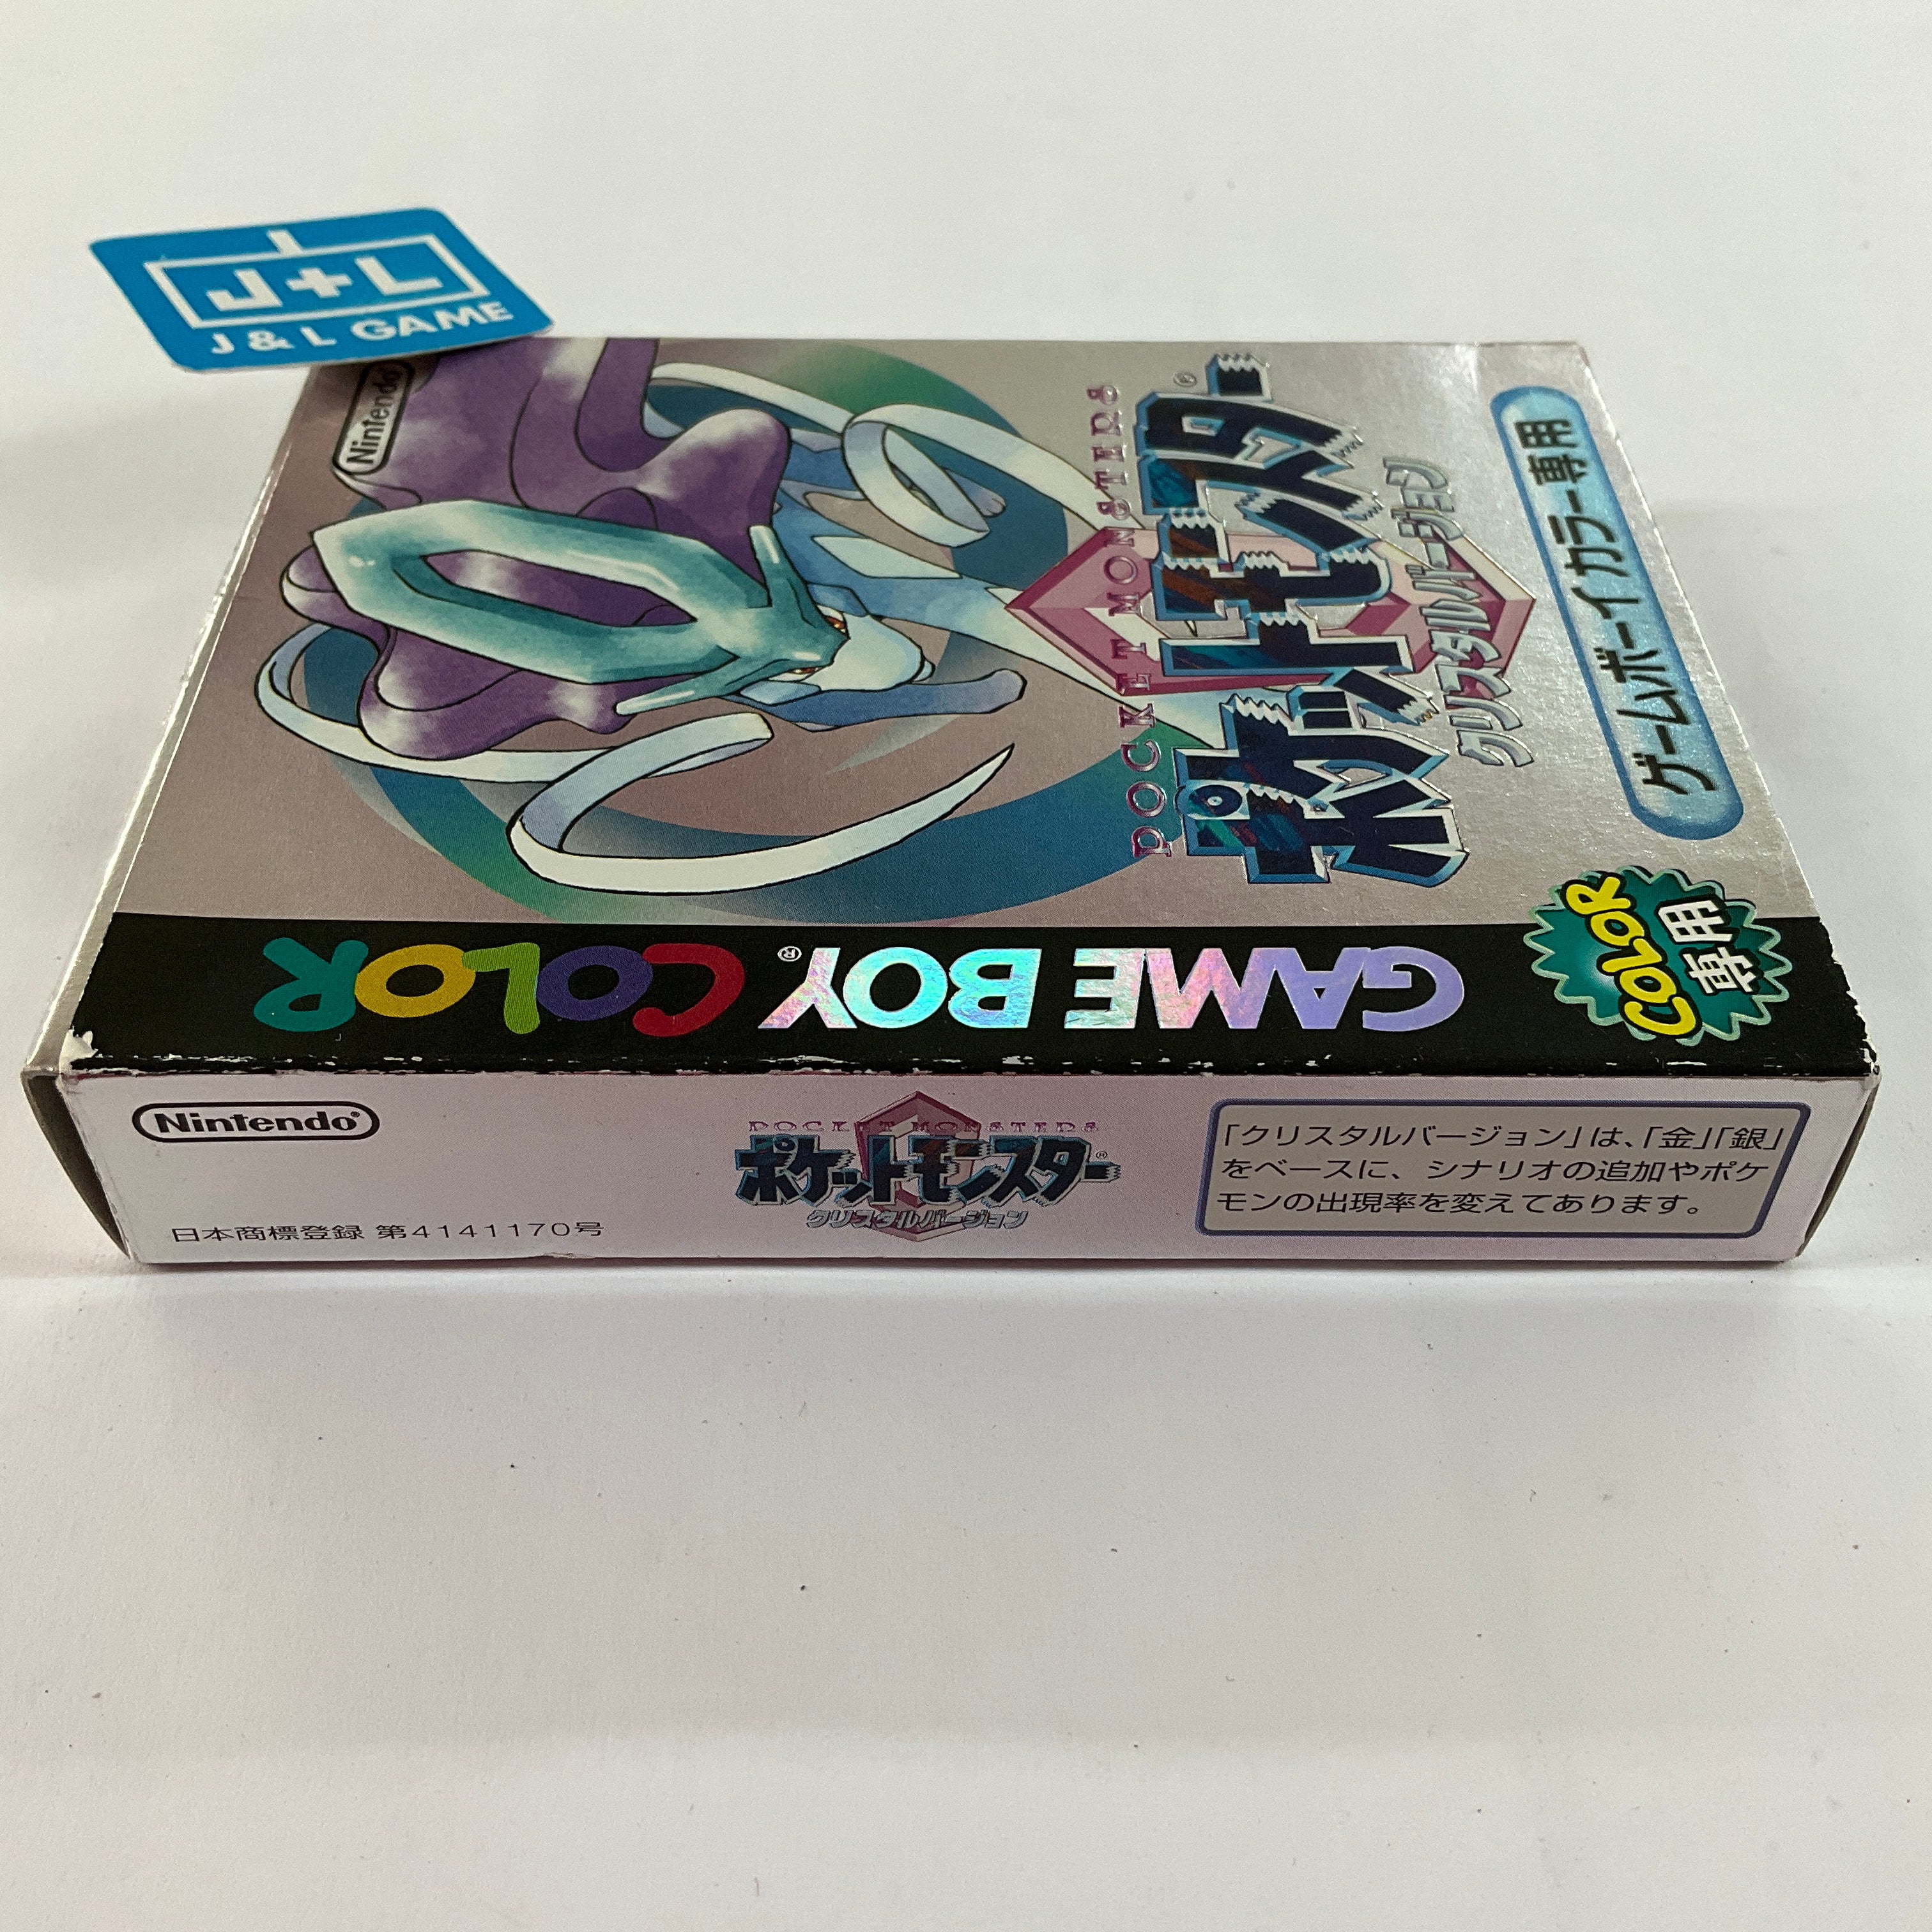 J+L
J & L GAME
Nintendo
POCKET MONSTERS
ポケットモンスター®
クリスタルバージョン
ゲームボーイカラー専用
GAME BOY® COLOR
COLOR
専用
Nintendo®
日本商標登録 第4141170号
POCKET MONSTERS
ポケットモンスター®
クリスタルバージョン
「クリスタルバージョン」は、「金」「銀」
をベースに、シナリオの追加やポケ
モンの出現率を変えてあります。